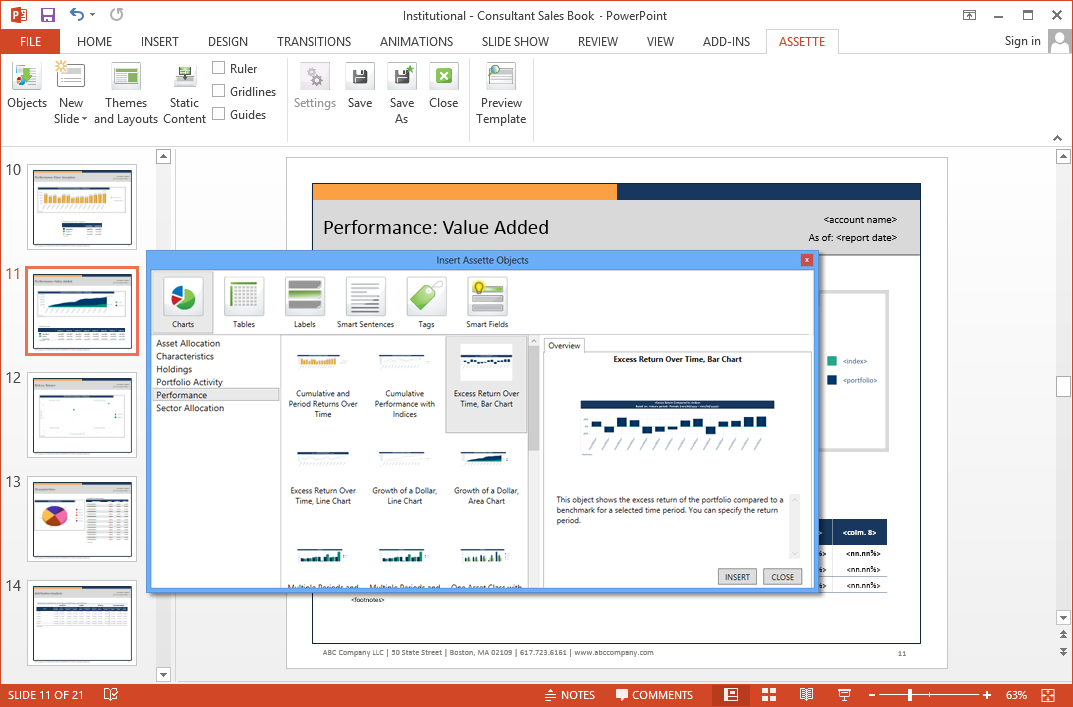 Institutional - Consultant Sales Book - PowerPoint
FILE HOME INSERT DESIGN TRANSITIONS ANIMATIONS SLIDE SHOW REVIEW VIEW ADD-INS ASSETTE Sign in
Objects
New Slide
Themes and Layouts
Static Content
Ruler
Gridlines
Guides
Settings
Save
Save As
Close
Preview Template
10
11
12
13
14
Performance: Value Added
<account name>
As of: <report date>
Insert Assette Objects
Charts Tables Labels Smart Sentences Tags Smart Fields
Asset Allocation
Characteristics
Holdings
Portfolio Activity
Performance
Sector Allocation
Cumulative and Period Returns Over Time
Cumulative Performance with Indices
Excess Return Over Time, Bar Chart
Excess Return Over Time, Line Chart
Growth of a Dollar, Line Chart
Growth of a Dollar, Area Chart
Multiple Periods and
Multiple Periods and
One Asset Class with
Overview
Excess Return Over Time, Bar Chart
This object shows the excess return of the portfolio compared to a
benchmark for a selected time period. You can specify the return
period.
INSERT CLOSE
<index>
<portfolio>
<colm. 8>
<nn.nn%>
<nn.nn%>
<nn.nn%>
<footnotes>
ABC Company LLC | 50 State Street | Boston, MA 02109 | 617.723.6161 | www.abccompany.com
11
SLIDE 11 OF 21 NOTES COMMENTS 63%